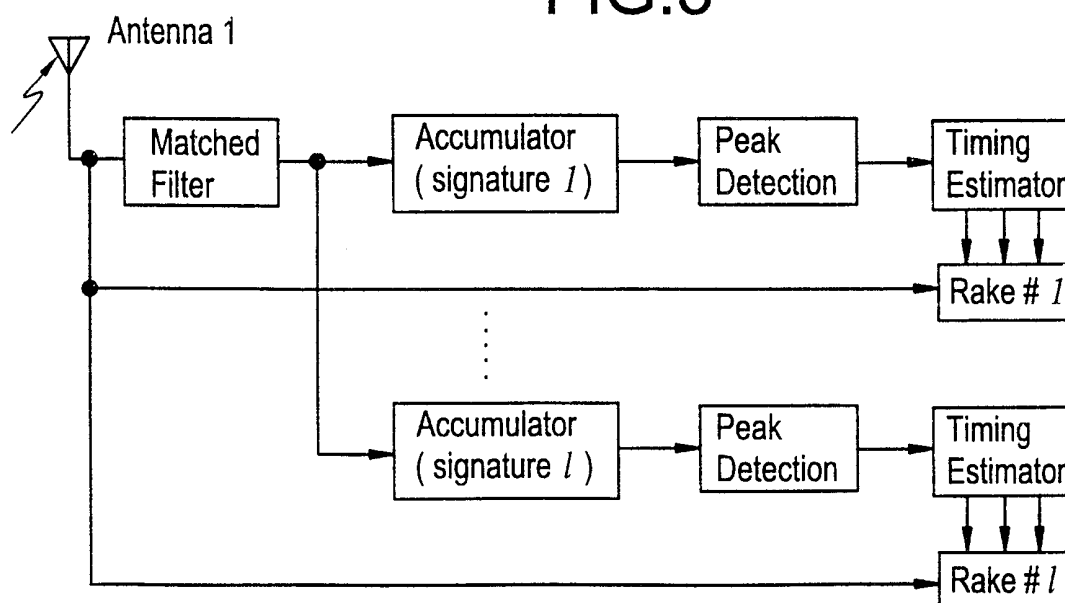 FIG.
Antenna 1
Matched
Filter
Accumulator
( signature 1 )
Peak
Detection
Timing
Estimator
Rake # 1
Accumulator
( signature l )
Peak
Detection
Timing
Estimator
Rake # l